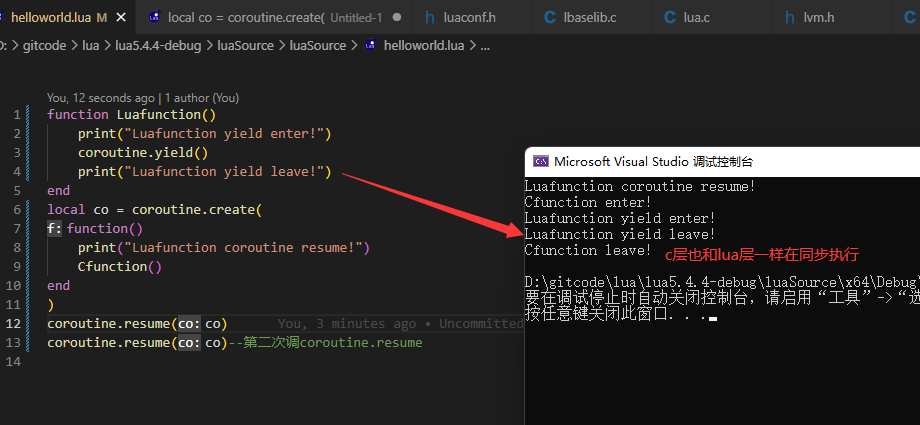 helloworld.lua M
local co = coroutine.create( Untitled-1
h luaconf.h
C lbaselib.c
C lua.c
h lvm.h
C
D: > gitcode > lua > lua5.4.4-debug > luaSource > luaSource > helloworld.lua > ...
You, 12 seconds ago | 1 author (You)
1 function Luafunction()
2 print("Luafunction yield enter!")
3 coroutine.yield()
4 print("Luafunction yield leave!")
5 end
6 local co = coroutine.create(
7 f: function()
8 print("Luafunction coroutine resume!")
9 Cfunction()
10 end
11 )
12 coroutine.resume(co: co) You, 3 minutes ago • Uncommitted
13 coroutine.resume(co: co)--第二次调coroutine.resume
14
Microsoft Visual Studio 调试控制台
Luafunction coroutine resume!
Cfunction enter!
Luafunction yield enter!
Luafunction yield leave!
Cfunction leave! c层也和lua层一样在同步执行
D:\gitcode\lua\lua5.4.4-debug\luaSource\x64\Debug\
要在调试停止时自动关闭控制台，请启用“工具”->“选
按任意键关闭此窗口. . .